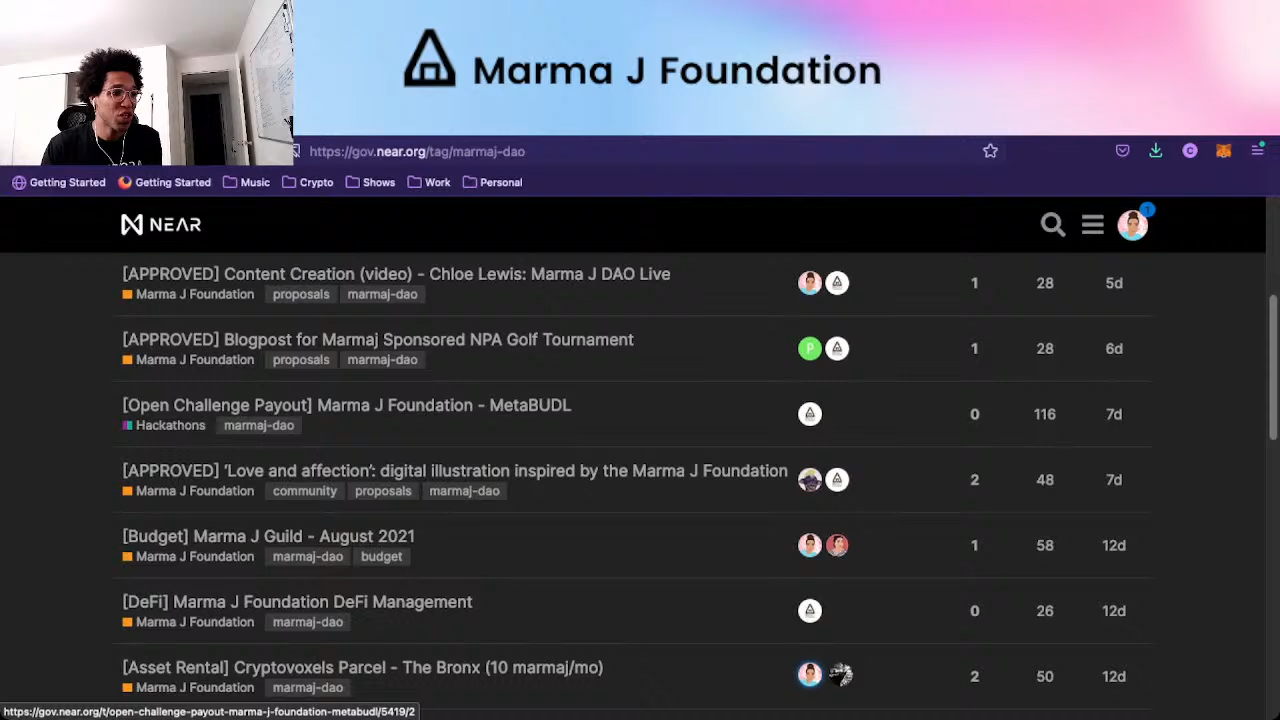 Marma J Foundation
https://gov.near.org/tag/marmaj-dao
Getting Started Getting Started Music Crypto Shows Work Personal
NEAR
1
[APPROVED] Content Creation (video) - Chloe Lewis: Marma J DAO Live
Marma J Foundation proposals marmaj-dao
1 28 5d
[APPROVED] Blogpost for Marmaj Sponsored NPA Golf Tournament
Marma J Foundation proposals marmaj-dao
P 1 28 6d
[Open Challenge Payout] Marma J Foundation - MetaBUDL
Hackathons marmaj-dao
0 116 7d
[APPROVED] ‘Love and affection’: digital illustration inspired by the Marma J Foundation
Marma J Foundation community proposals marmaj-dao
2 48 7d
[Budget] Marma J Guild - August 2021
Marma J Foundation marmaj-dao budget
1 58 12d
[DeFi] Marma J Foundation DeFi Management
Marma J Foundation marmaj-dao
0 26 12d
[Asset Rental] Cryptovoxels Parcel - The Bronx (10 marmaj/mo)
Marma J Foundation marmaj-dao
2 50 12d
https://gov.near.org/t/open-challenge-payout-marma-j-foundation-metabudl/5419/2